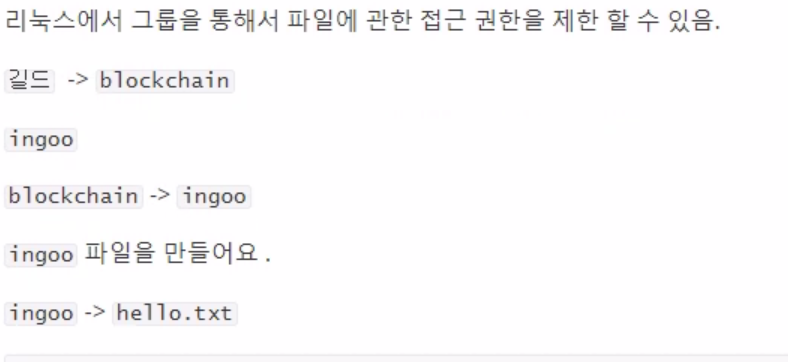 리눅스에서 그룹을 통해서 파일에 관한 접근 권한을 제한 할 수 있음.
길드 -> blockchain
ingoo
blockchain -> ingoo
ingoo 파일을 만들어요 .
ingoo -> hello.txt